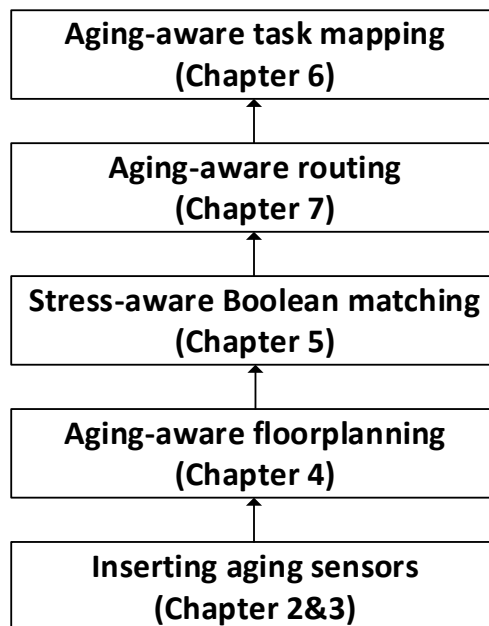 Aging-aware task mapping
(Chapter 6)
Aging-aware routing
(Chapter 7)
Stress-aware Boolean matching
(Chapter 5)
Aging-aware floorplanning
(Chapter 4)
Inserting aging sensors
(Chapter 2&3)